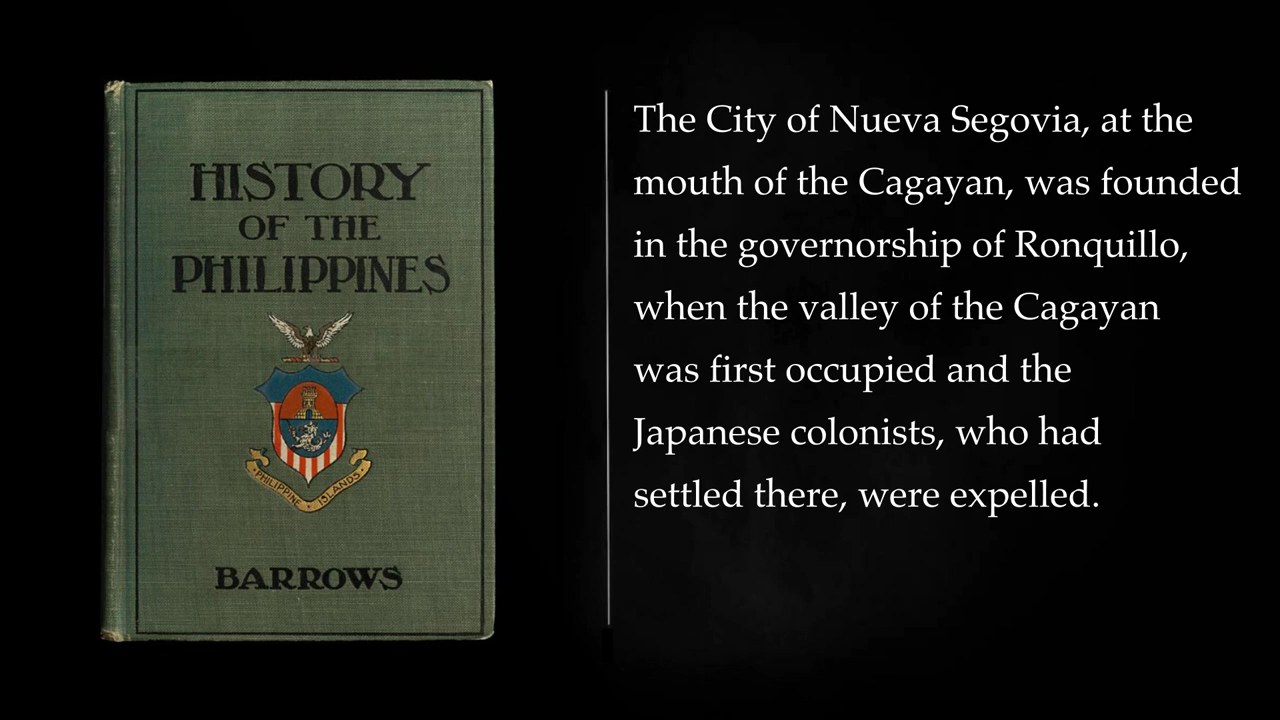 HISTORY
OF THE
PHILIPPINES
PHILIPPINE ★ ISLANDS
BARROWS
The City of Nueva Segovia, at the
mouth of the Cagayan, was founded
in the governorship of Ronquillo,
when the valley of the Cagayan
was first occupied and the
Japanese colonists, who had
settled there, were expelled.